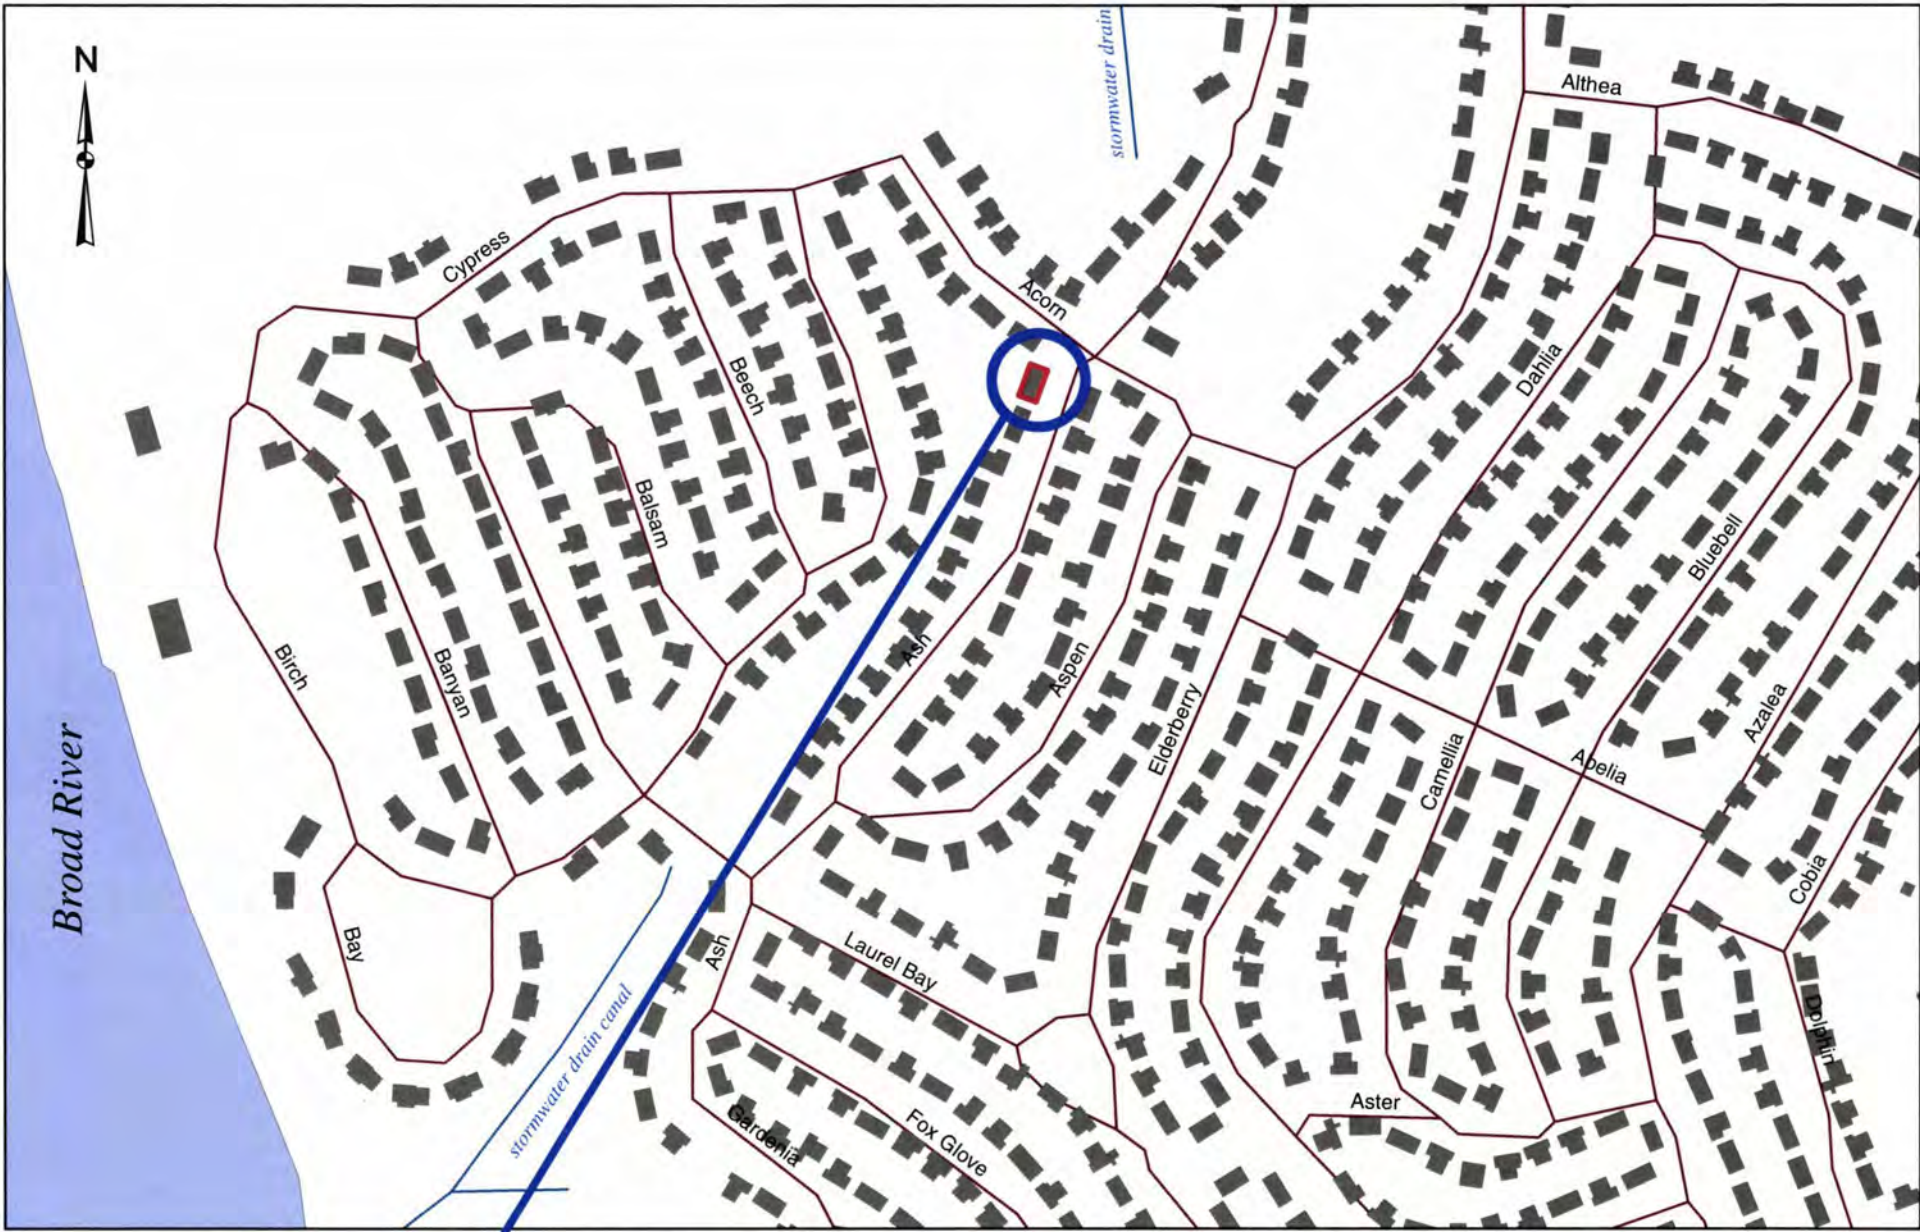 N
stormwater drain
Althea
Cypress
Acorn
Beech
Dahlia
Balsam
Bluebell
Birch
Banyan
Ash
Aspen
Elderberry
Azalea
Camellia
Abelia
Broad River
Cobia
Bay
Ash
Laurel Bay
stormwater drain canal
Dolphin
Aster
Gardenia
Fox Glove